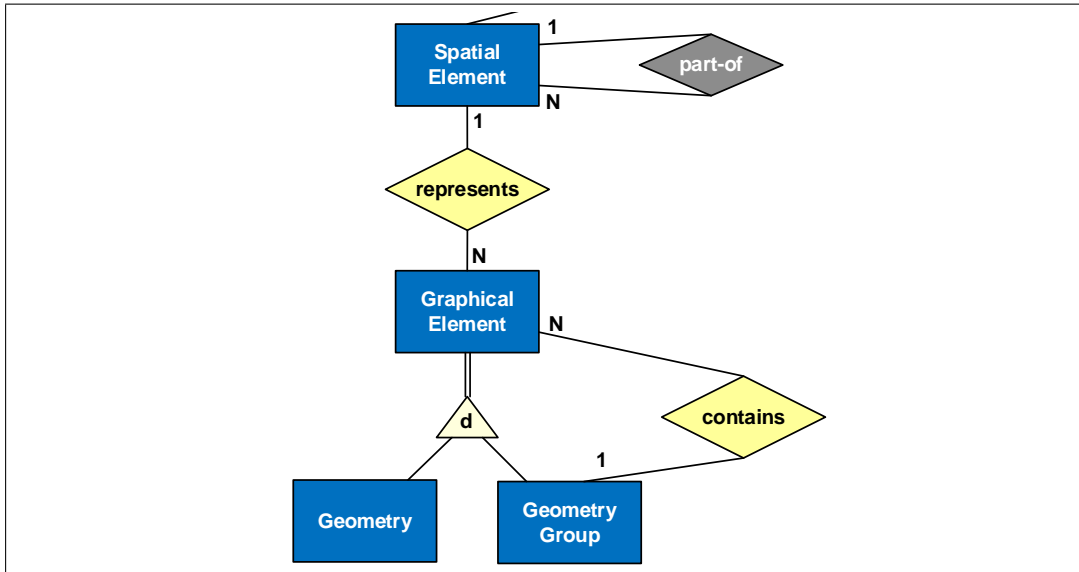 1
Spatial
Element
part-of
N
1
represents
N
Graphical
Element
N
contains
d
1
Geometry
Geometry
Group